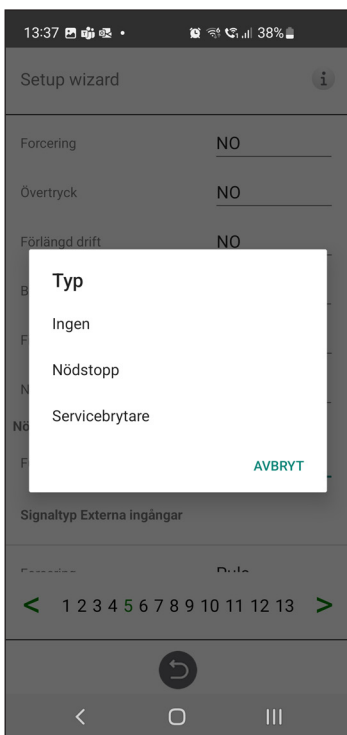 13:37 38%
Setup wizard i
Forcering NO
Övertryck NO
Förlängd drift NO
B
Typ
Ingen
F
Nödstopp
N
Servicebrytare
Nö
F
AVBRYT
Signaltyp Externa ingångar
< 1 2 3 4 5 6 7 8 9 10 11 12 13 >